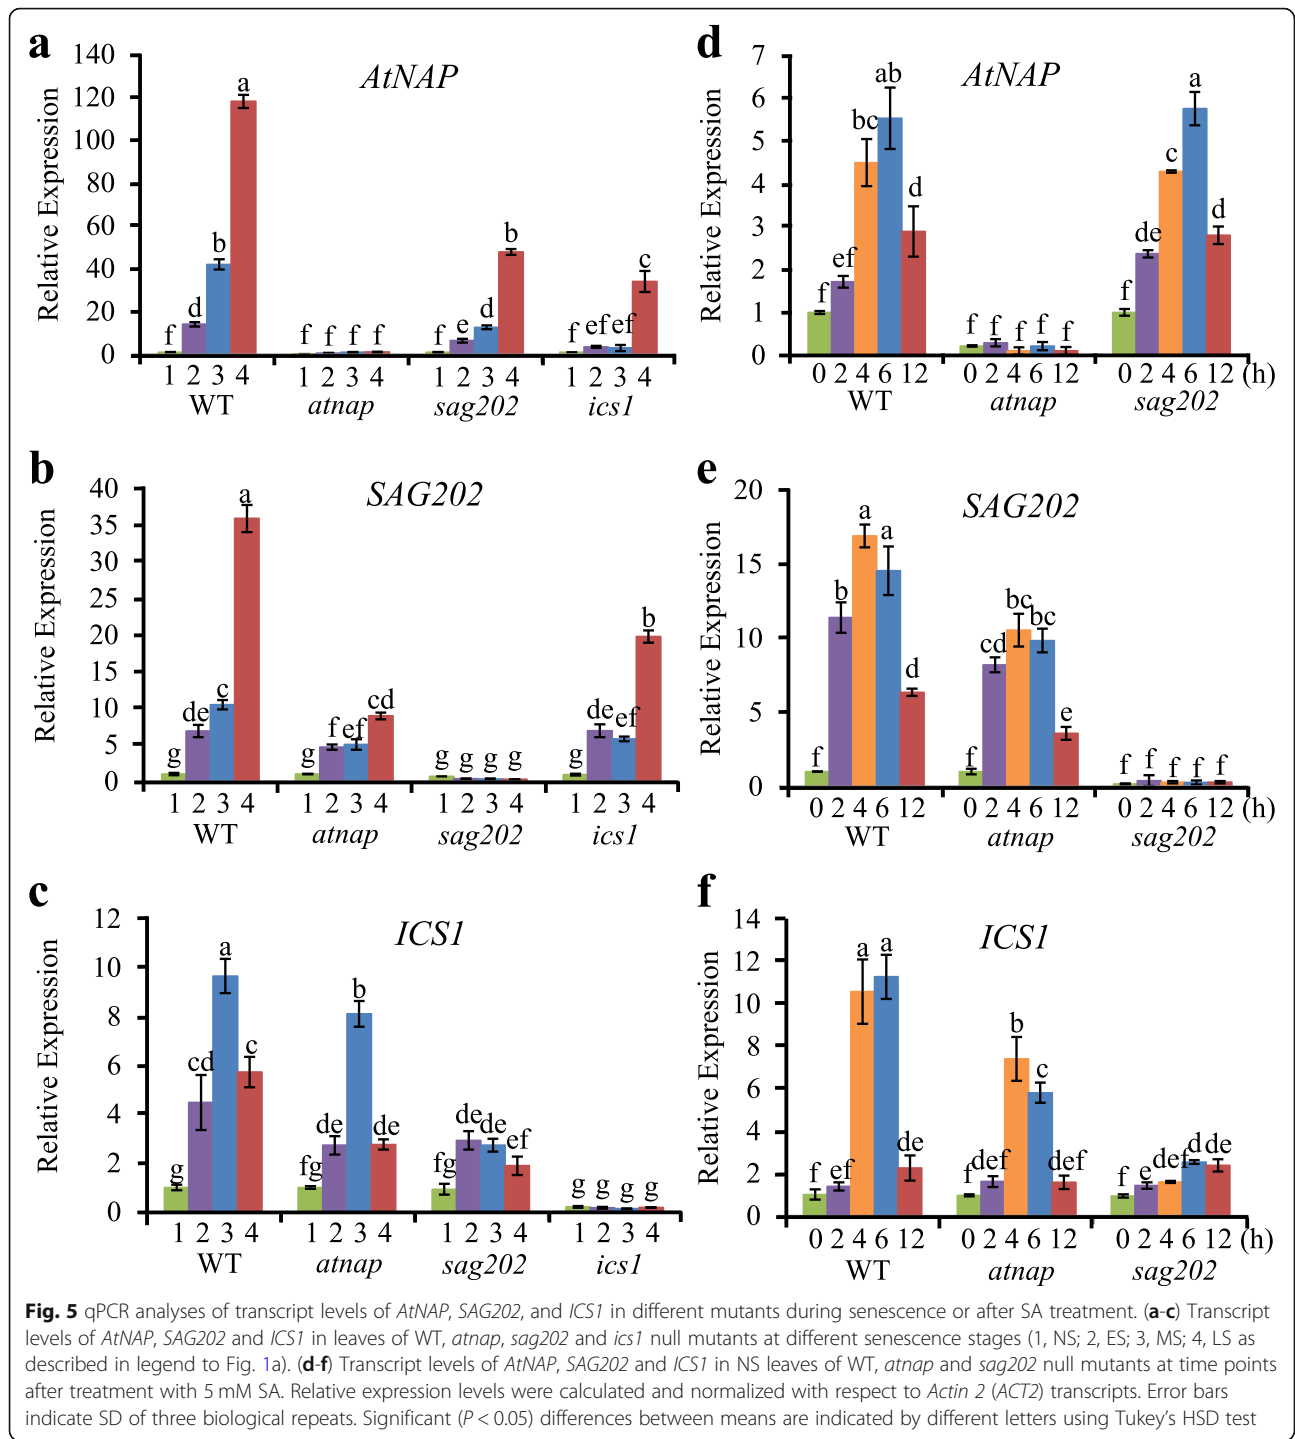 a
AtNAP
Relative Expression
140
120
100
80
60
40
20
0
f d b a
f f f f
f e d b
f ef ef c
1 2 3 4 1 2 3 4 1 2 3 4 1 2 3 4
WT atnap sag202 ics1
d
AtNAP
Relative Expression
7
6
5
4
3
2
1
0
f ef bc ab d
f f f f f
f de c a d
0 2 4 6 12 0 2 4 6 12 0 2 4 6 12 (h)
WT atnap sag202
b
SAG202
Relative Expression
40
35
30
25
20
15
10
5
0
g de c a
g f ef cd
g g g g
g de ef b
1 2 3 4 1 2 3 4 1 2 3 4 1 2 3 4
WT atnap sag202 ics1
e
SAG202
Relative Expression
20
15
10
5
0
f b a a d
f cd bc bc e
f f f f f
0 2 4 6 12 0 2 4 6 12 0 2 4 6 12 (h)
WT atnap sag202
c
ICS1
Relative Expression
12
10
8
6
4
2
0
g cd a c
fg de b de
fg de de ef
g g g g
1 2 3 4 1 2 3 4 1 2 3 4 1 2 3 4
WT atnap sag202 ics1
f
ICS1
Relative Expression
14
12
10
8
6
4
2
0
f ef a a de
f def b c def
f e def d de
0 2 4 6 12 0 2 4 6 12 0 2 4 6 12 (h)
WT atnap sag202
Fig. 5 qPCR analyses of transcript levels of AtNAP, SAG202, and ICS1 in different mutants during senescence or after SA treatment. (a-c) Transcript
levels of AtNAP, SAG202 and ICS1 in leaves of WT, atnap, sag202 and ics1 null mutants at different senescence stages (1, NS; 2, ES; 3, MS; 4, LS as
described in legend to Fig. 1a). (d-f) Transcript levels of AtNAP, SAG202 and ICS1 in NS leaves of WT, atnap and sag202 null mutants at time points
after treatment with 5 mM SA. Relative expression levels were calculated and normalized with respect to Actin 2 (ACT2) transcripts. Error bars
indicate SD of three biological repeats. Significant (P < 0.05) differences between means are indicated by different letters using Tukey's HSD test